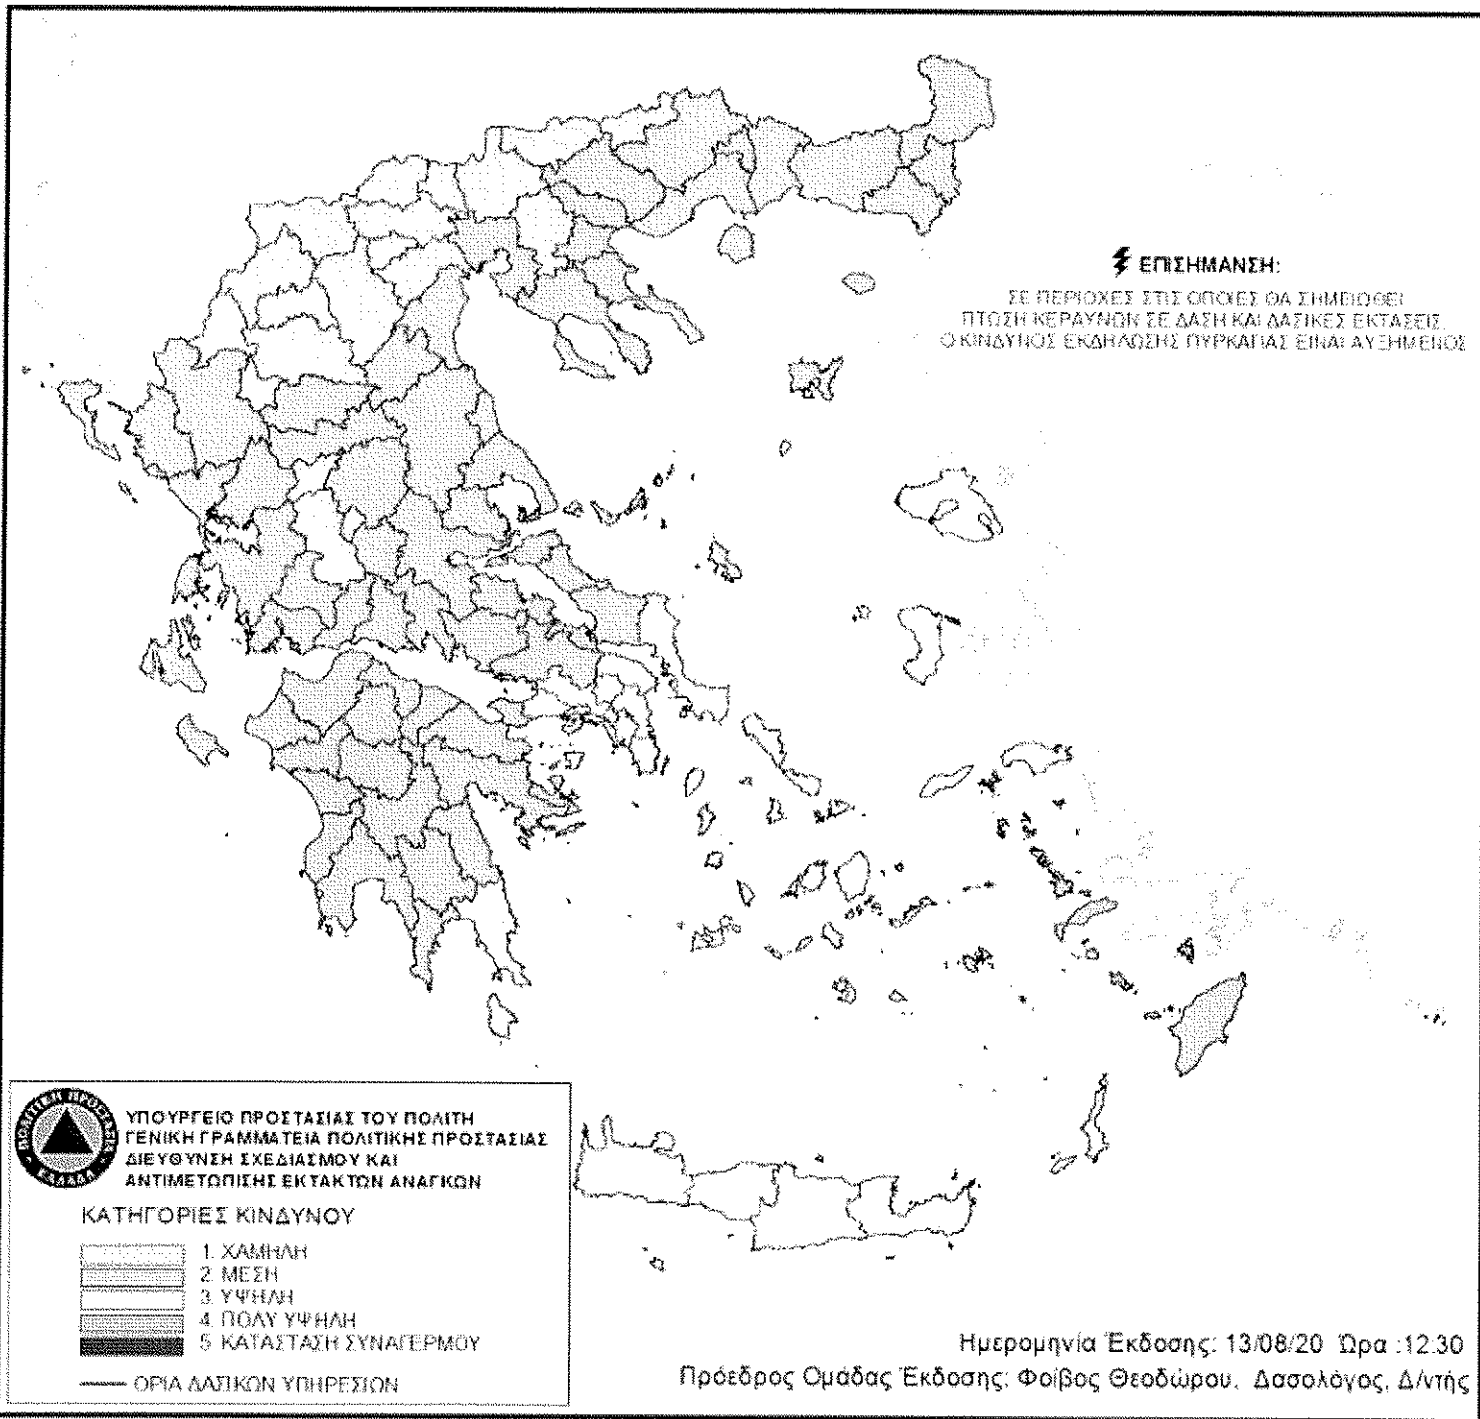 ΕΠΙΣΗΜΑΝΣΗ:
ΣΕ ΠΕΡΙΟΧΕΣ ΣΤΙΣ ΟΠΟΙΕΣ ΘΑ ΣΗΜΕΙΩΘΕΙ
ΠΤΩΣΗ ΚΕΡΑΥΝΩΝ ΣΕ ΔΑΣΗ ΚΑΙ ΔΑΣΙΚΕΣ ΕΚΤΑΣΕΙΣ,
Ο ΚΙΝΔΥΝΟΣ ΕΚΔΗΛΩΣΗΣ ΠΥΡΚΑΓΙΑΣ ΕΙΝΑΙ ΑΥΞΗΜΕΝΟΣ
ΠΟΛΙΤΙΚΗ ΠΡΟΣΤΑΣΙΑ
ΕΛΛΑΔΑ
ΥΠΟΥΡΓΕΙΟ ΠΡΟΣΤΑΣΙΑΣ ΤΟΥ ΠΟΛΙΤΗ
ΓΕΝΙΚΗ ΓΡΑΜΜΑΤΕΙΑ ΠΟΛΙΤΙΚΗΣ ΠΡΟΣΤΑΣΙΑΣ
ΔΙΕΥΘΥΝΣΗ ΣΧΕΔΙΑΣΜΟΥ ΚΑΙ
ΑΝΤΙΜΕΤΩΠΙΣΗΣ ΕΚΤΑΚΤΩΝ ΑΝΑΓΚΩΝ
ΚΑΤΗΓΟΡΙΕΣ ΚΙΝΔΥΝΟΥ
1. ΧΑΜΗΛΗ
2. ΜΕΣΗ
3. ΥΨΗΛΗ
4. ΠΟΛΥ ΥΨΗΛΗ
5. ΚΑΤΑΣΤΑΣΗ ΣΥΝΑΓΕΡΜΟΥ
ΟΡΙΑ ΔΑΣΙΚΩΝ ΥΠΗΡΕΣΙΩΝ
Ημερομηνία Έκδοσης: 13/08/20 Ώρα :12:30
Πρόεδρος Ομάδας Έκδοσης: Φοίβος Θεοδώρου, Δασολόγος, Δ/ντής